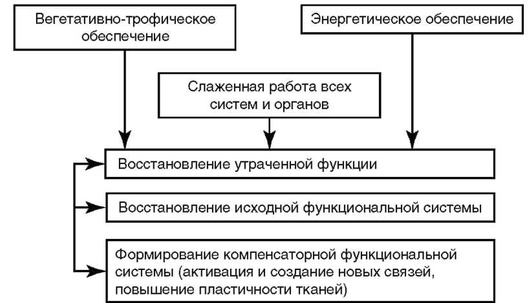 Вегетативно-трофическое
обеспечение
Энергетическое обеспечение
Слаженная работа всех
систем и органов
Восстановление утраченной функции
Восстановление исходной функциональной системы
Формирование компенсаторной функциональной
системы (активация и создание новых связей,
повышение пластичности тканей)